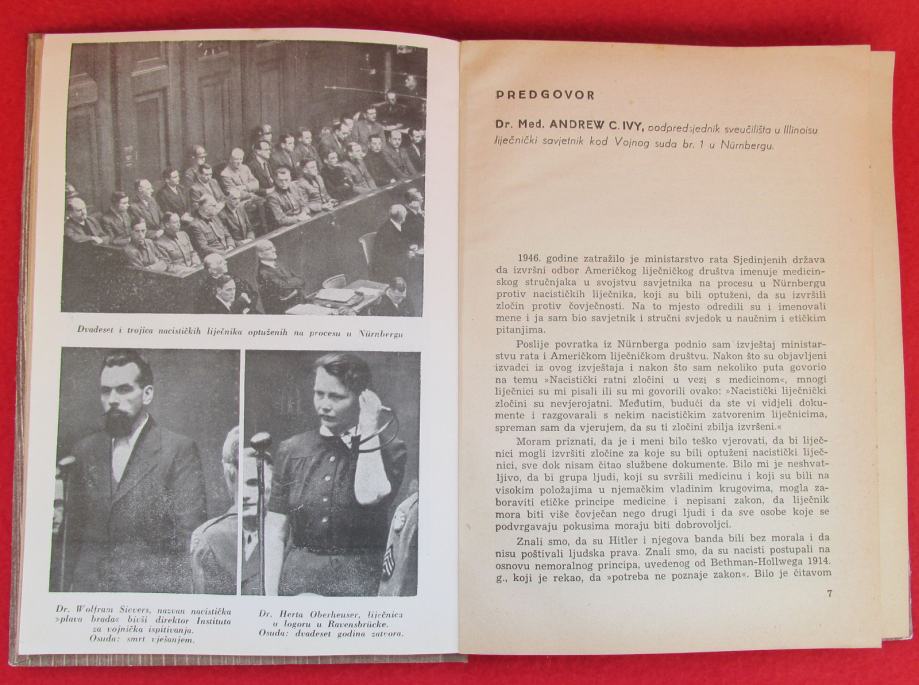 Dvadeset i trojica nacističkih liječnika optuženih na procesu u Nürnbergu
Dr. Wolfram Sievers, nazvan nacistička
»plava brada« bivši direktor Instituta
za vojnička ispitivanja.
Osuda: smrt vješanjem.
Dr. Herta Oberheuser, liječnica
u logoru u Ravensbrücke.
Osuda: dvadeset godina zatvora.
PREDGOVOR
Dr. Med. ANDREW C. IVY, podpredsjednik sveučilišta u Illinoisu
liječnički savjetnik kod Vojnog suda br. 1 u Nürnbergu.
1946. godine zatražilo je ministarstvo rata Sjedinjenih država
da izvršni odbor Američkog liječničkog društva imenuje medicin-
skog stručnjaka u svojstvu savjetnika na procesu u Nürnbergu
protiv nacističkih liječnika, koji su bili optuženi, da su izvršili
zločin protiv čovječnosti. Na to mjesto odredili su i imenovali
mene i ja sam bio savjetnik i stručni svjedok u naučnim i etičkim
pitanjima.
Poslije povratka iz Nürnberga podnio sam izvještaj ministar-
stvu rata i Američkom liječničkom društvu. Nakon što su objavljeni
izvadci iz ovog izvještaja i nakon što sam nekoliko puta govorio
na temu »Nacistički ratni zločini u vezi s medicinom«, mnogi
liječnici su mi pisali ili su mi govorili ovako: »Nacistički liječnički
zločini su nevjerojatni. Međutim, budući da ste vi vidjeli doku-
mente i razgovarali s nekim nacističkim zatvorenim liječnicima,
spreman sam da vjerujem, da su ti zločini zbilja izvršeni.«
Moram priznati, da je i meni bilo teško vjerovati, da bi liječ-
nici mogli izvršiti zločine za koje su bili optuženi nacistički liječ-
nici, sve dok nisam čitao službene dokumente. Bilo mi je neshvat-
ljivo, da bi grupa ljudi, koji su svršili medicinu i koji su bili na
visokim položajima u njemačkim vladinim krugovima, mogla za-
boraviti etičke principe medicine i nepisani zakon, da liječnik
mora biti više čovječan nego drugi ljudi i da sve osobe koje se
podvrgavaju pokusima moraju biti dobrovoljci.
Znali smo, da su Hitler i njegova banda bili bez morala i da
nisu poštivali ljudska prava. Znali smo, da su nacisti postupali na
osnovu nemoralnog principa, uvedenog od Bethman-Hollwega 1914.
g., koji je rekao, da »potreba ne poznaje zakon«. Bilo je čitavom
7